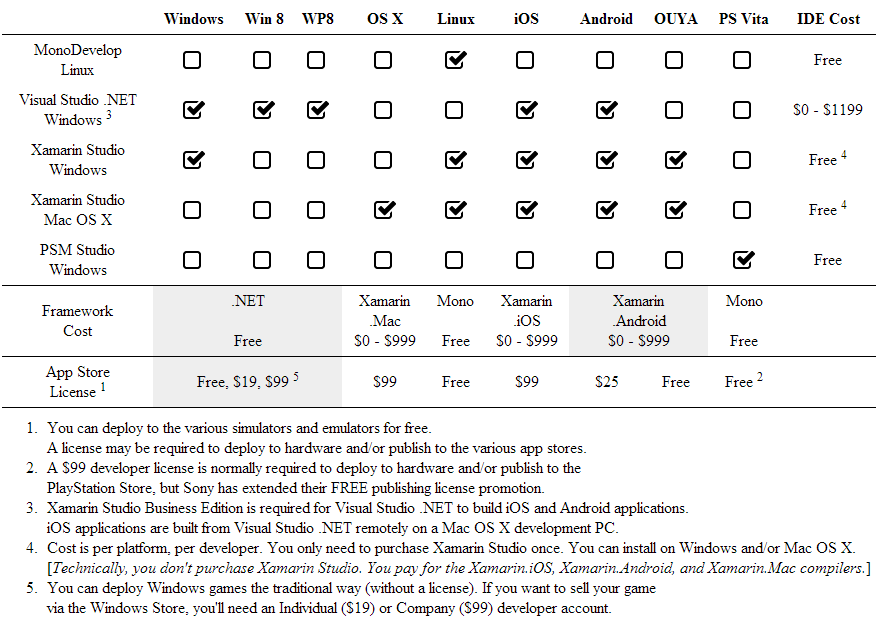 Windows Win 8 WP8 OS X Linux iOS Android OUYA PS Vita IDE Cost
MonoDevelop
Linux
Free
Visual Studio .NET
Windows 3
$0 - $1199
Xamarin Studio
Windows
Free 4
Xamarin Studio
Mac OS X
Free 4
PSM Studio
Windows
Free
Framework
Cost
.NET
Free
Xamarin
.Mac
$0 - $999
Mono
Free
Xamarin
.iOS
$0 - $999
Xamarin
.Android
$0 - $999
Mono
Free
App Store
License 1
Free, $19, $99 5
$99
Free
$99
$25
Free
Free 2
1. You can deploy to the various simulators and emulators for free.
A license may be required to deploy to hardware and/or publish to the various app stores.
2. A $99 developer license is normally required to deploy to hardware and/or publish to the
PlayStation Store, but Sony has extended their FREE publishing license promotion.
3. Xamarin Studio Business Edition is required for Visual Studio .NET to build iOS and Android applications.
iOS applications are built from Visual Studio .NET remotely on a Mac OS X development PC.
4. Cost is per platform, per developer. You only need to purchase Xamarin Studio once. You can install on Windows and/or Mac OS X.
[Technically, you don't purchase Xamarin Studio. You pay for the Xamarin.iOS, Xamarin.Android, and Xamarin.Mac compilers.]
5. You can deploy Windows games the traditional way (without a license). If you want to sell your game
via the Windows Store, you'll need an Individual ($19) or Company ($99) developer account.